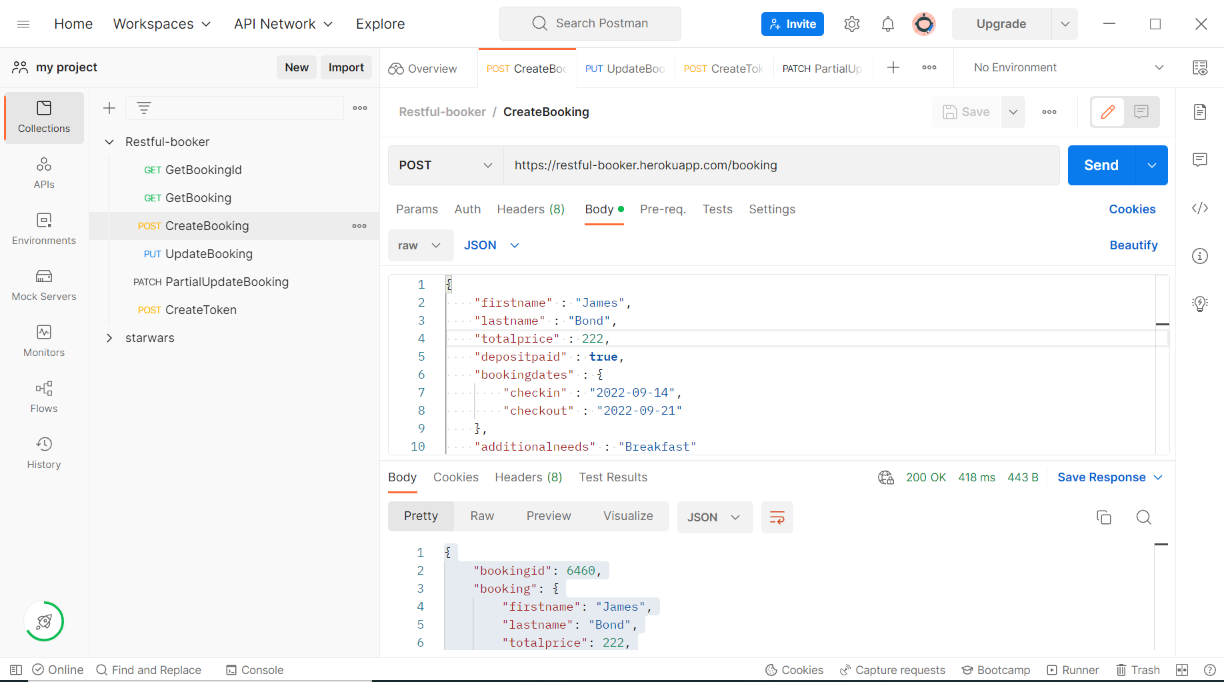 Home Workspaces API Network Explore Search Postman Invite Upgrade
my project New Import Overview POST CreateBoo PUT UpdateBoo POST CreateTok PATCH PartialUp No Environment
Collections
APIs
Environments
Mock Servers
Monitors
Flows
History
Restful-booker
GET GetBookingId
GET GetBooking
POST CreateBooking
PUT UpdateBooking
PATCH PartialUpdateBooking
POST CreateToken
starwars
Restful-booker / CreateBooking Save
POST https://restful-booker.herokuapp.com/booking Send
Params Auth Headers (8) Body Pre-req. Tests Settings Cookies
raw JSON Beautify
1 {
2 "firstname" : "James",
3 "lastname" : "Bond",
4 "totalprice" : 222,
5 "depositpaid" : true,
6 "bookingdates" : {
7 "checkin" : "2022-09-14",
8 "checkout" : "2022-09-21"
9 },
10 "additionalneeds" : "Breakfast"
Body Cookies Headers (8) Test Results 200 OK 418 ms 443 B Save Response
Pretty Raw Preview Visualize JSON
1 {
2 "bookingid": 6460,
3 "booking": {
4 "firstname": "James",
5 "lastname": "Bond",
6 "totalprice": 222,
Online Find and Replace Console Cookies Capture requests Bootcamp Runner Trash